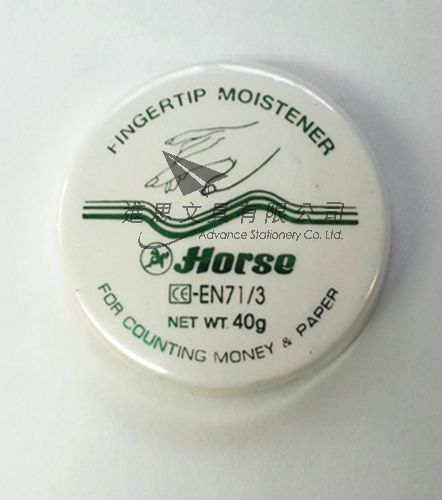 FINGERTIP MOISTENER
進思文具有限公司
Advance Stationery Co. Ltd.
Horse
CE-EN71/3
NET WT. 40g
FOR COUNTING MONEY & PAPER